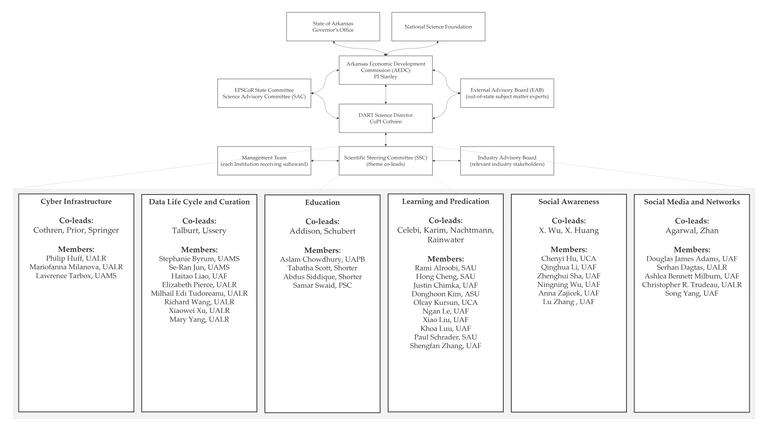 State of Arkansas
Governor's Office
National Science Foundation
Arkansas Economic Development
Commission (AEDC)
PI Stanley
EPSCoR State Committee
Science Advisory Committee (SAC)
External Advisory Board (EAB)
(out-of-state subject matter experts)
DART Science Director
CoPI Cothren
Management Team
(each Institution receiving subaward)
Scientific Steering Committee (SSC)
(theme co-leads)
Industry Advisory Board
(relevant industry stakeholders)
Cyber Infrastructure
Co-leads:
Cothren, Prior, Springer
Members:
Philip Huff, UALR
Mariofanna Milanova, UALR
Lawrence Tarbox, UAMS
Data Life Cycle and Curation
Co-leads:
Talburt, Ussery
Members:
Stephanie Byrum, UAMS
Se-Ran Jun, UAMS
Haitao Liao, UAF
Elizabeth Pierce, UALR
Milhail Edi Tudoreanu, UALR
Richard Wang, UALR
Xiaowei Xu, UALR
Mary Yang, UALR
Education
Co-leads:
Addison, Schubert
Members:
Aslam Chowdhury, UAPB
Tabatha Scott, Shorter
Abdus Siddique, Shorter
Samar Swaid, PSC
Learning and Predication
Co-leads:
Celebi, Karim, Nachtmann,
Rainwater
Members:
Rami Alroobi, SAU
Hong Cheng, SAU
Justin Chimka, UAF
Donghoon Kim, ASU
Olcay Kursun, UCA
Ngan Le, UAF
Xiao Liu, UAF
Khoa Luu, UAF
Paul Schrader, SAU
Shengfan Zhang, UAF
Social Awareness
Co-leads:
X. Wu, X. Huang
Members:
Chenyi Hu, UCA
Qinghua Li, UAF
Zhenghui Sha, UAF
Ningning Wu, UAF
Anna Zajicek, UAF
Lu Zhang , UAF
Social Media and Networks
Co-leads:
Agarwal, Zhan
Members:
Douglas James Adams, UAF
Serhan Dagtas, UALR
Ashlea Bennett Milburn, UAF
Christopher R. Trudeau, UALR
Song Yang, UAF